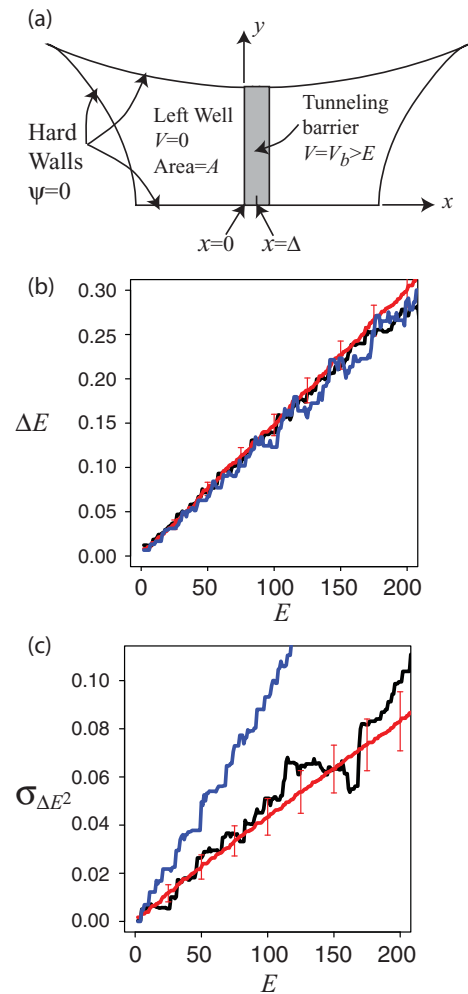 (a)
y
Left Well
V=0
Area=A
Tunneling
barrier
V=V_b>E
Hard
Walls
ψ=0
x
x=0
x=Δ
(b)
0.30
0.25
0.20
0.15
0.10
0.05
0.00
ΔE
0
50
100
150
200
E
(c)
0.10
0.08
0.06
0.04
0.02
0.00
σ_ΔE²
0
50
100
150
200
E